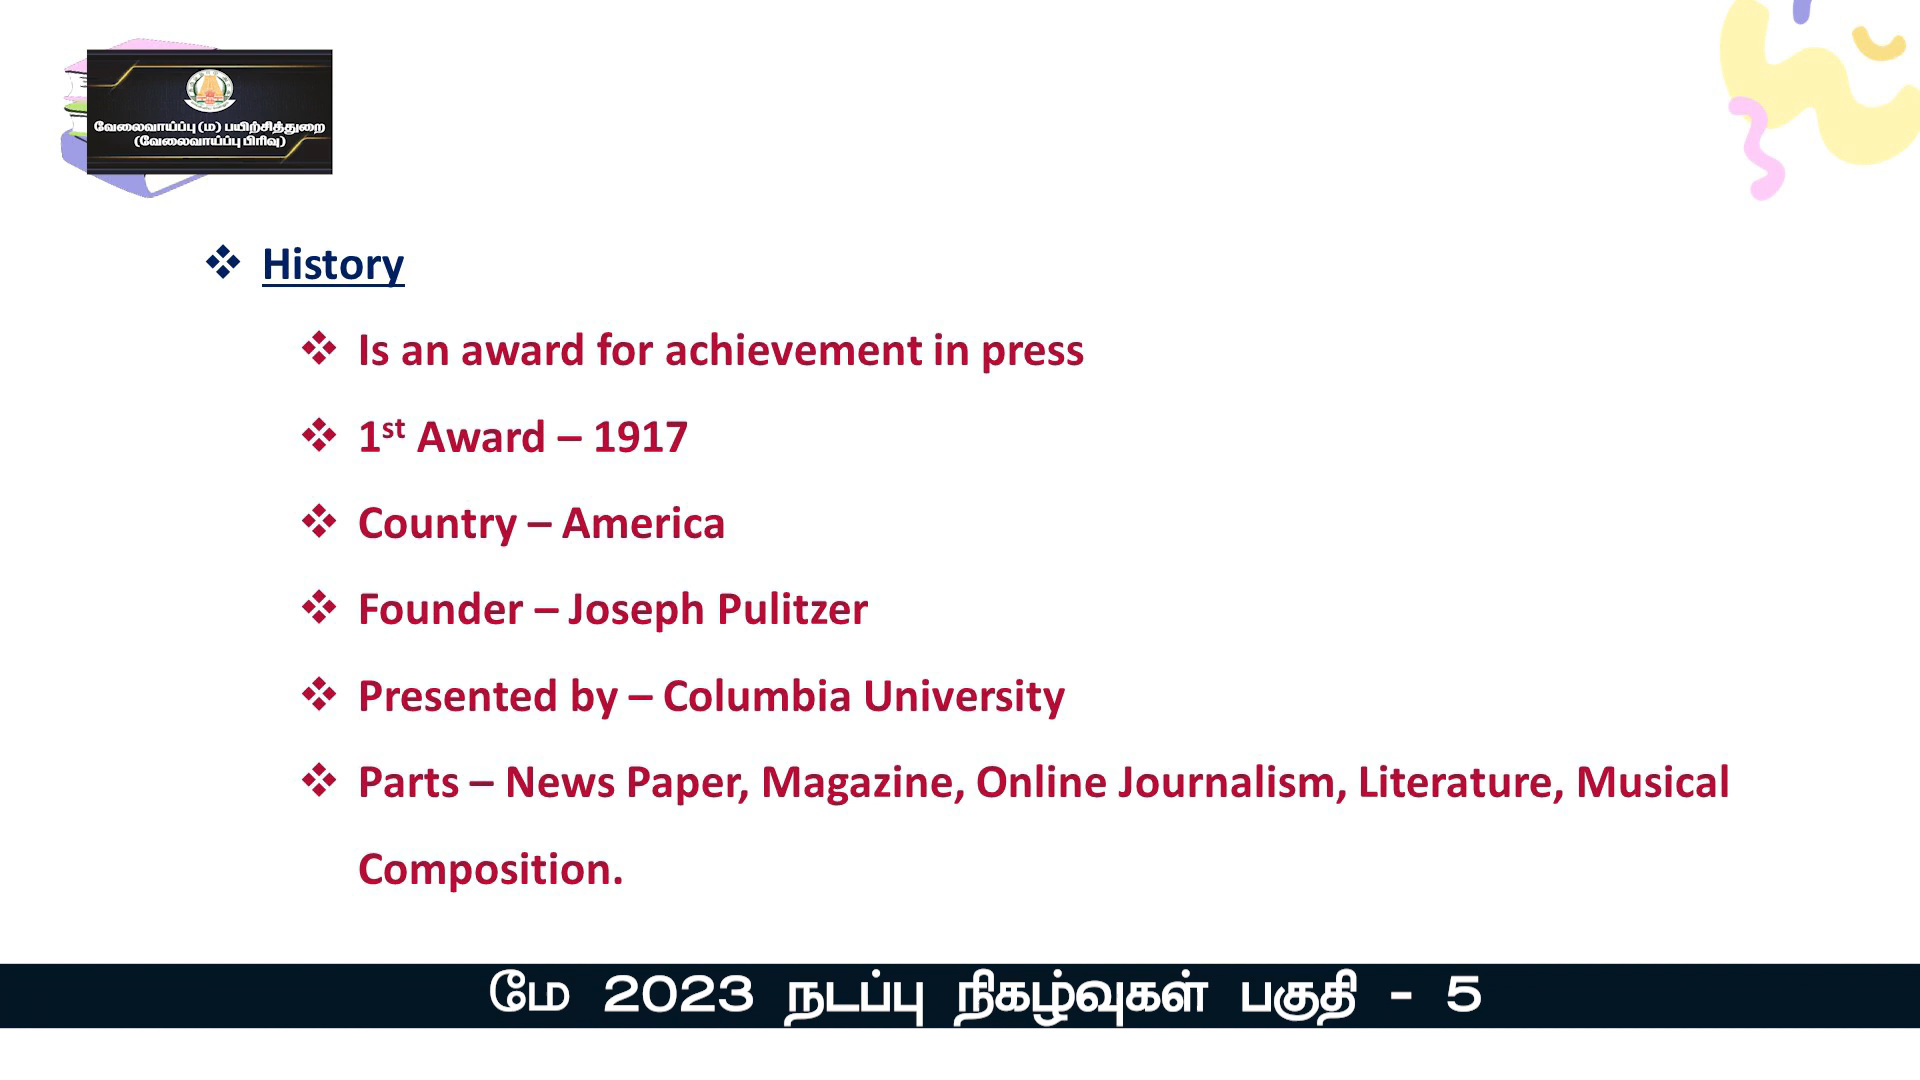 வேலைவாய்ப்பு (ம) பயிற்சித்துறை
(வேலைவாய்ப்பு பிரிவு)
❖ History
❖ Is an award for achievement in press
❖ 1st Award – 1917
❖ Country – America
❖ Founder – Joseph Pulitzer
❖ Presented by – Columbia University
❖ Parts – News Paper, Magazine, Online Journalism, Literature, Musical
Composition.
மே 2023 நடப்பு நிகழ்வுகள் பகுதி - 5